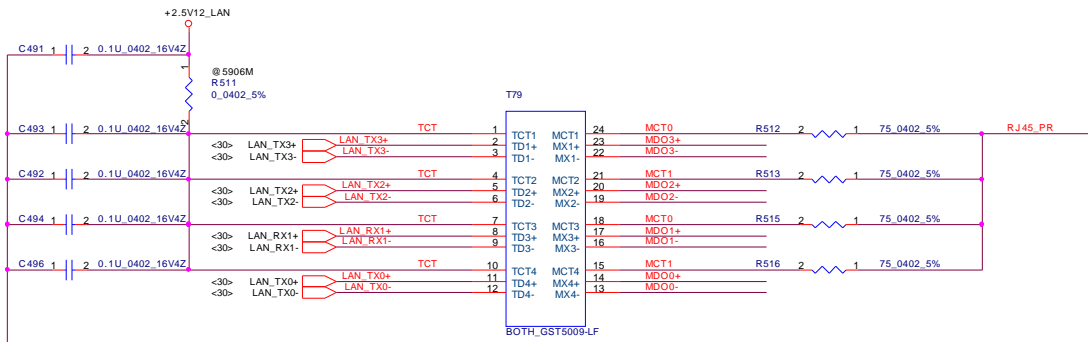 +2.5V12_LAN
C491 1 2 0.1U_0402_16V4Z
1
@5906M
R511
0_0402_5%
2
T79
C493 1 2 0.1U_0402_16V4Z TCT 1 TCT1 MCT1 24 MCT0 R512 2 1 75_0402_5% RJ45_PR
<30> LAN_TX3+ LAN_TX3+ 2 TD1+ MX1+ 23 MDO3+
<30> LAN_TX3- LAN_TX3- 3 TD1- MX1- 22 MDO3-
C492 1 2 0.1U_0402_16V4Z TCT 4 TCT2 MCT2 21 MCT1 R513 2 1 75_0402_5%
<30> LAN_TX2+ LAN_TX2+ 5 TD2+ MX2+ 20 MDO2+
<30> LAN_TX2- LAN_TX2- 6 TD2- MX2- 19 MDO2-
C494 1 2 0.1U_0402_16V4Z TCT 7 TCT3 MCT3 18 MCT0 R515 2 1 75_0402_5%
<30> LAN_RX1+ LAN_RX1+ 8 TD3+ MX3+ 17 MDO1+
<30> LAN_RX1- LAN_RX1- 9 TD3- MX3- 16 MDO1-
C496 1 2 0.1U_0402_16V4Z TCT 10 TCT4 MCT4 15 MCT1 R516 2 1 75_0402_5%
<30> LAN_TX0+ LAN_TX0+ 11 TD4+ MX4+ 14 MDO0+
<30> LAN_TX0- LAN_TX0- 12 TD4- MX4- 13 MDO0-
BOTH_GST5009-LF